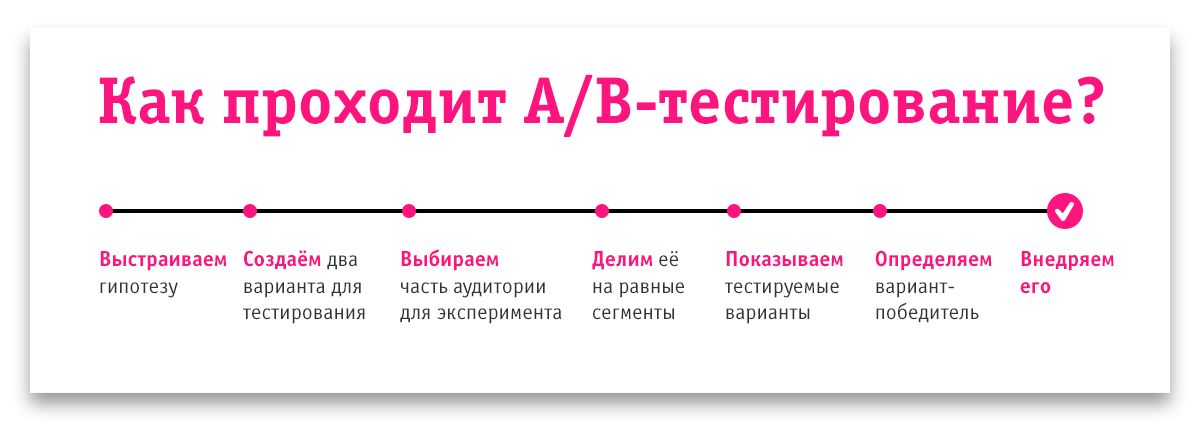 Как проходит А/В-тестирование?
Выстраиваем
гипотезу
Создаём два
варианта для
тестирования
Выбираем
часть аудитории
для эксперимента
Делим её
на равные
сегменты
Показываем
тестируемые
варианты
Определяем
вариант-
победитель
Внедряем
его